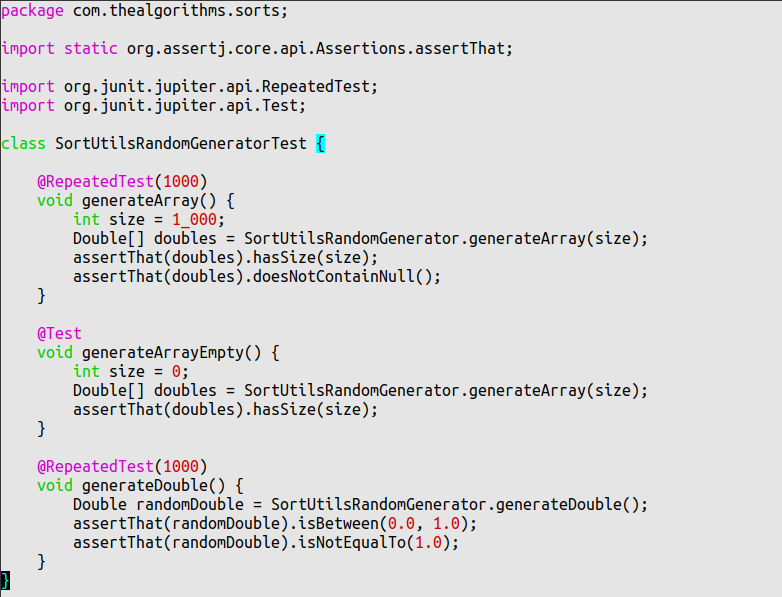 package com.thealgorithms.sorts;

import static org.assertj.core.api.Assertions.assertThat;

import org.junit.jupiter.api.RepeatedTest;
import org.junit.jupiter.api.Test;

class SortUtilsRandomGeneratorTest {

    @RepeatedTest(1000)
    void generateArray() {
        int size = 1_000;
        Double[] doubles = SortUtilsRandomGenerator.generateArray(size);
        assertThat(doubles).hasSize(size);
        assertThat(doubles).doesNotContainNull();
    }

    @Test
    void generateArrayEmpty() {
        int size = 0;
        Double[] doubles = SortUtilsRandomGenerator.generateArray(size);
        assertThat(doubles).hasSize(size);
    }

    @RepeatedTest(1000)
    void generateDouble() {
        Double randomDouble = SortUtilsRandomGenerator.generateDouble();
        assertThat(randomDouble).isBetween(0.0, 1.0);
        assertThat(randomDouble).isNotEqualTo(1.0);
    }
}